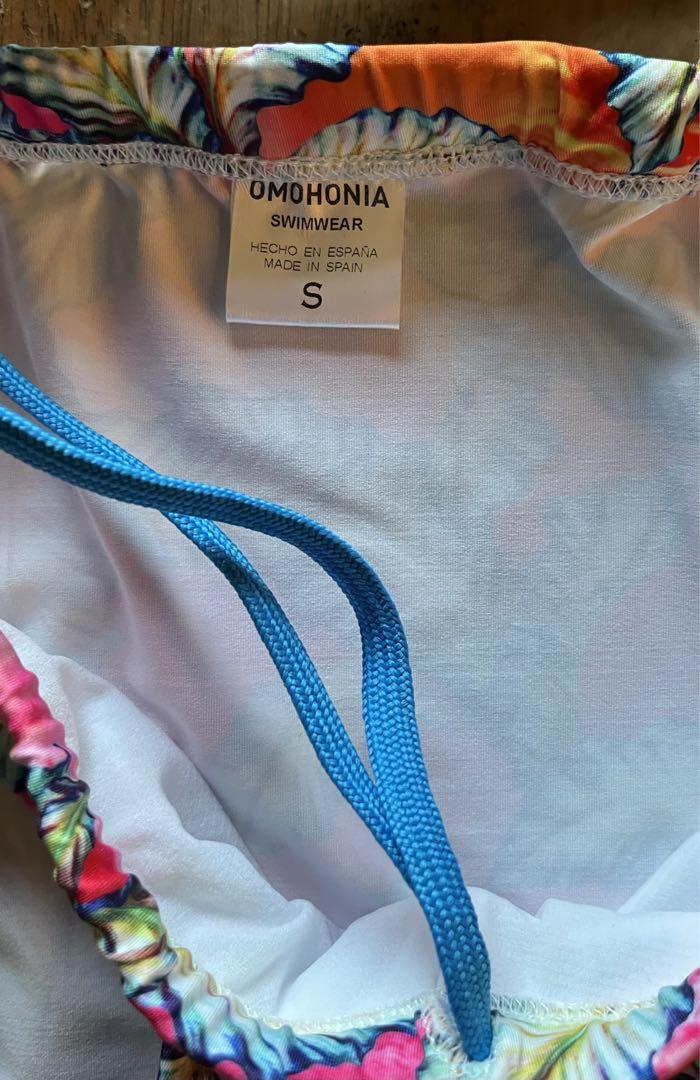 OMOHONIA
SWIMWEAR
HECHO EN ESPAÑA
MADE IN SPAIN
S